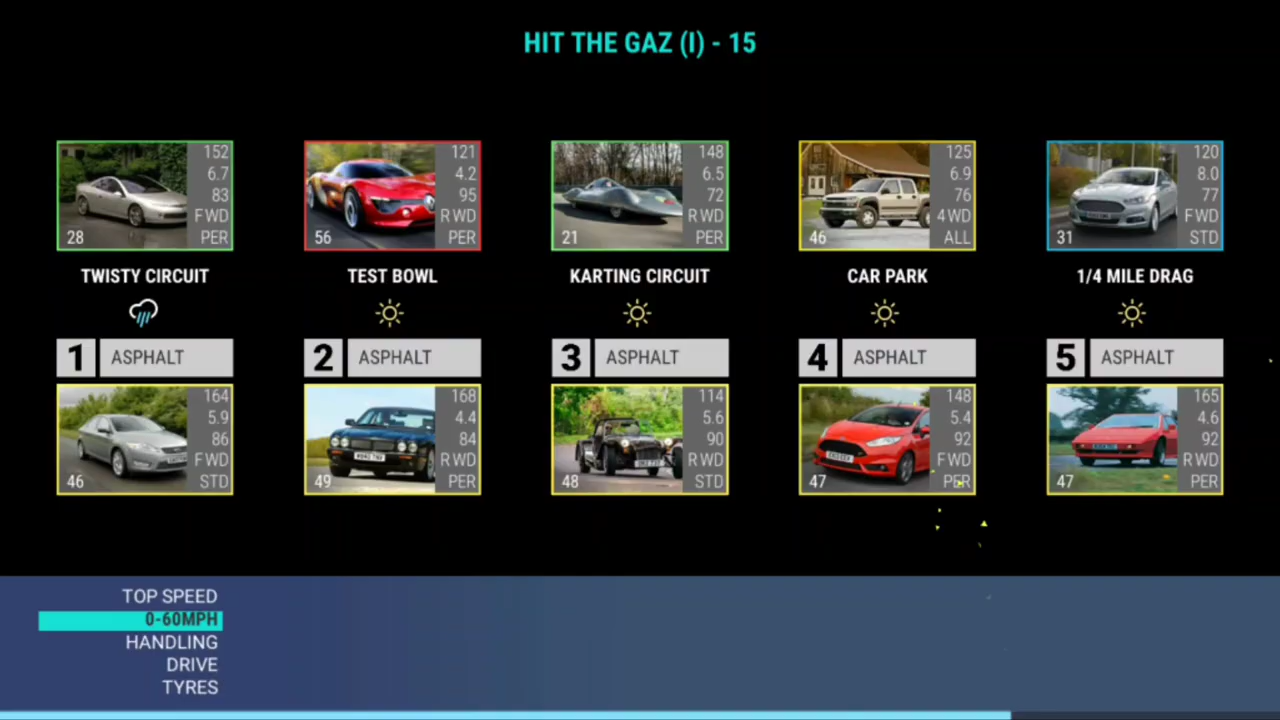 HIT THE GAZ (I) - 15
152
6.7
83
FWD
28 PER
121
4.2
95
RWD
56 PER
148
6.5
72
RWD
21 PER
125
6.9
76
4WD
46 ALL
120
8.0
77
FWD
31 STD
TWISTY CIRCUIT
TEST BOWL
KARTING CIRCUIT
CAR PARK
1/4 MILE DRAG
1 ASPHALT
2 ASPHALT
3 ASPHALT
4 ASPHALT
5 ASPHALT
164
5.9
86
FWD
46 STD
168
4.4
84
RWD
49 PER
114
5.6
90
RWD
48 STD
148
5.4
92
FWD
47 PER
165
4.6
92
RWD
47 PER
TOP SPEED
0-60MPH
HANDLING
DRIVE
TYRES